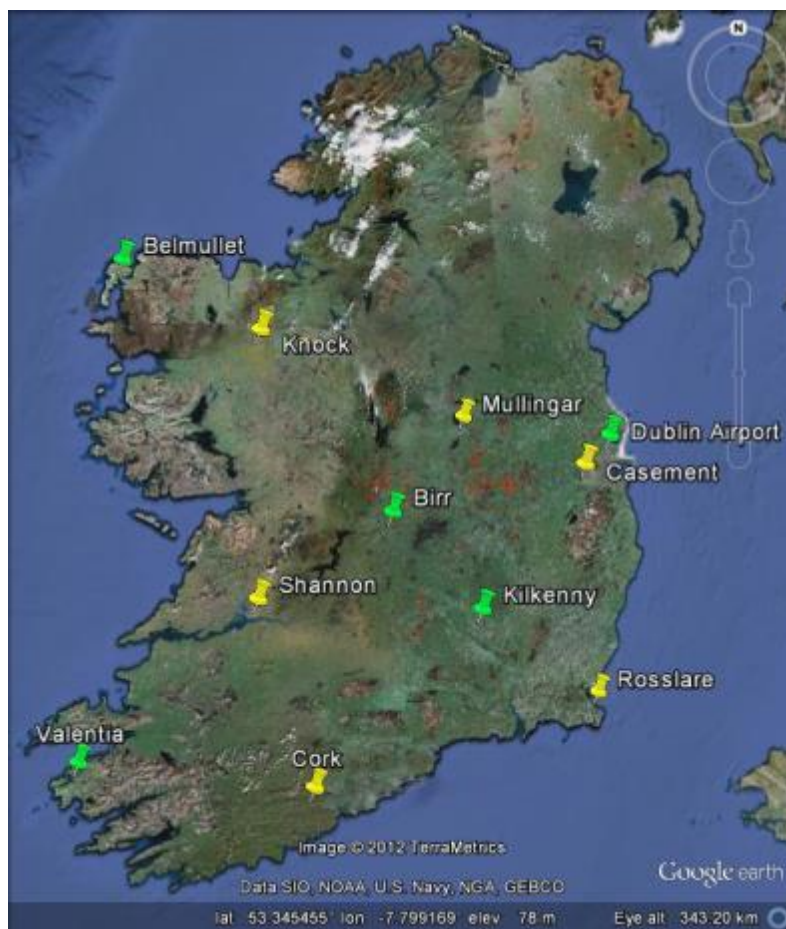 N
Belmullet
Knock
Mullingar
Dublin Airport
Casement
Birr
Shannon
Kilkenny
Rosslare
Valentia
Cork
Image © 2012 TerraMetrics
Data SIO, NOAA, U.S. Navy, NGA, GEBCO
Google earth
lat 53.345455° lon -7.799169 elev 78 m Eye alt 343.20 km